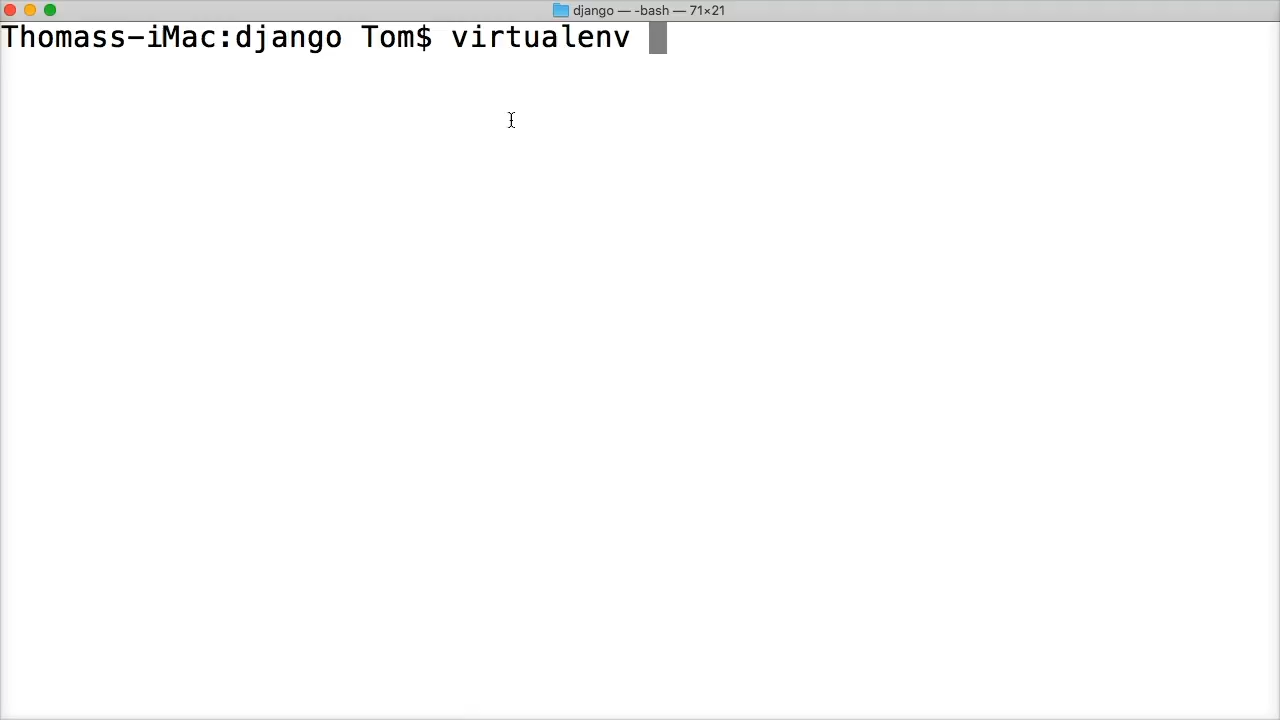 django — -bash — 71×21
Thomass-iMac:django Tom$ virtualenv